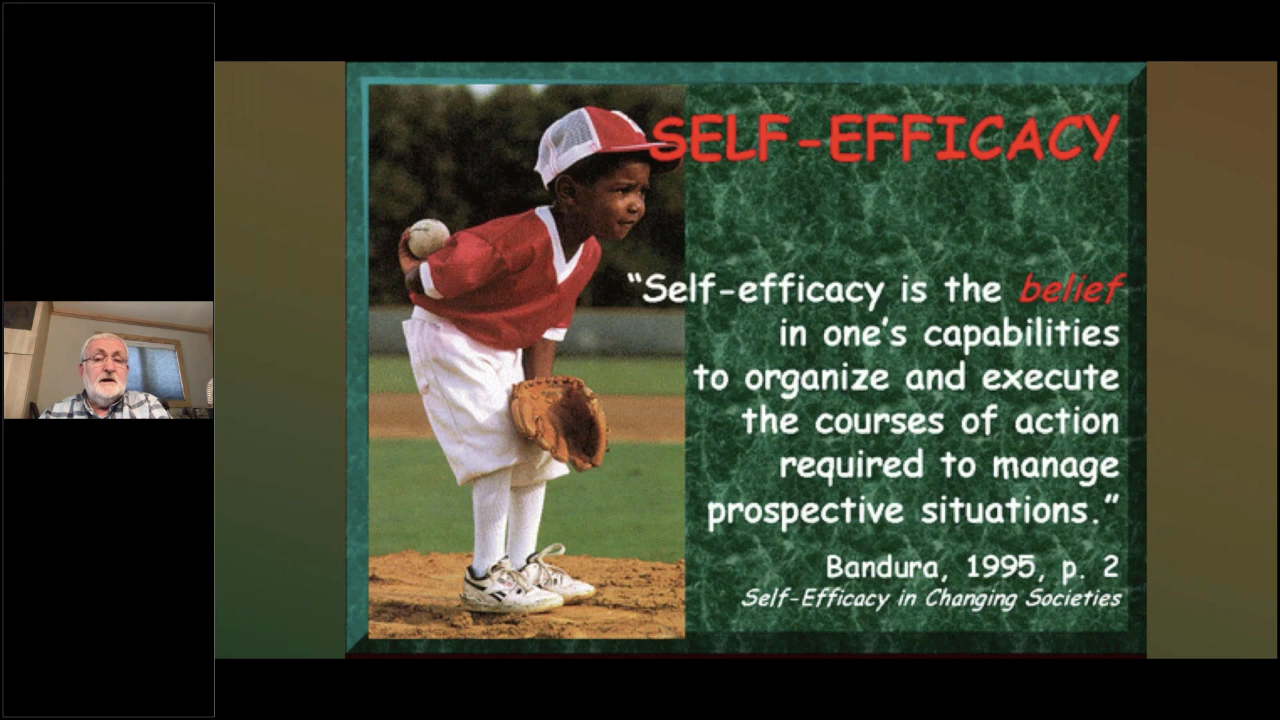 SELF-EFFICACY
“Self-efficacy is the belief
in one’s capabilities
to organize and execute
the courses of action
required to manage
prospective situations.”
Bandura, 1995, p. 2
Self-Efficacy in Changing Societies